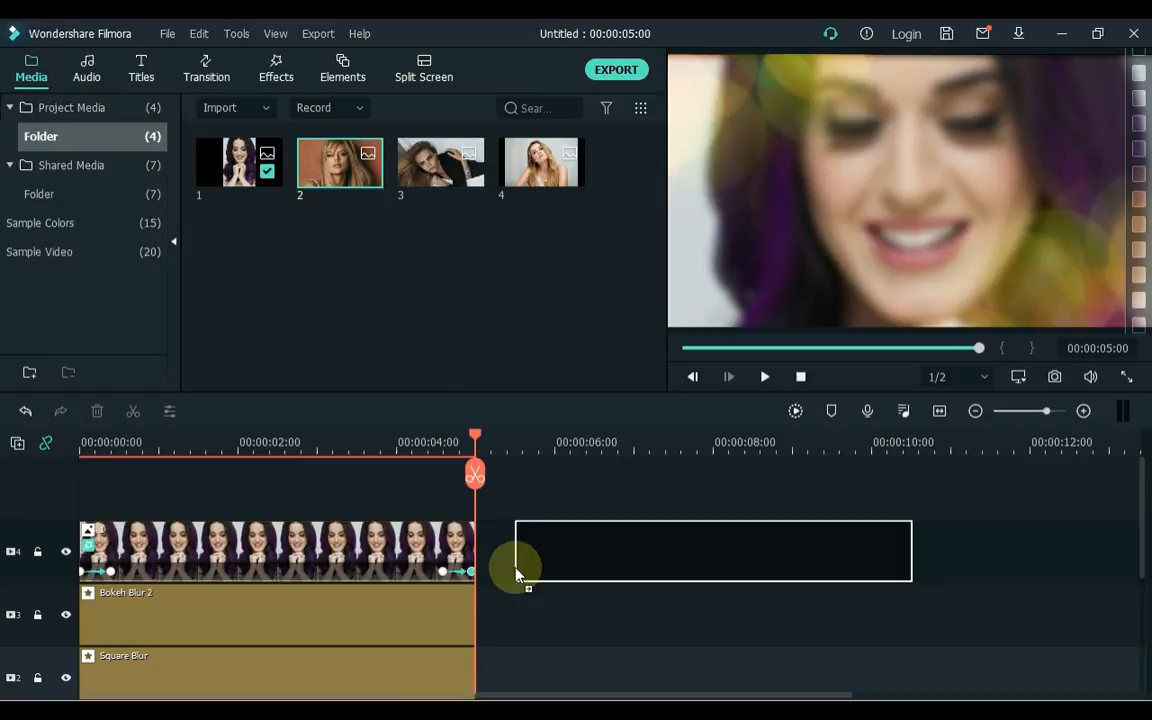 Wondershare Filmora File Edit Tools View Export Help Untitled : 00:00:05:00 Login
Media Audio Titles Transition Effects Elements Split Screen EXPORT
Project Media (4) Import Record Sear...
Folder (4)
Shared Media (7)
1 2 3 4
Folder (7)
Sample Colors (15)
Sample Video (20)
{ } 00:00:05:00
1/2
00:00:00:00 00:00:02:00 00:00:04:00 00:00:06:00 00:00:08:00 00:00:10:00 00:00:12:00
1
4
Bokeh Blur 2
3
Square Blur
2